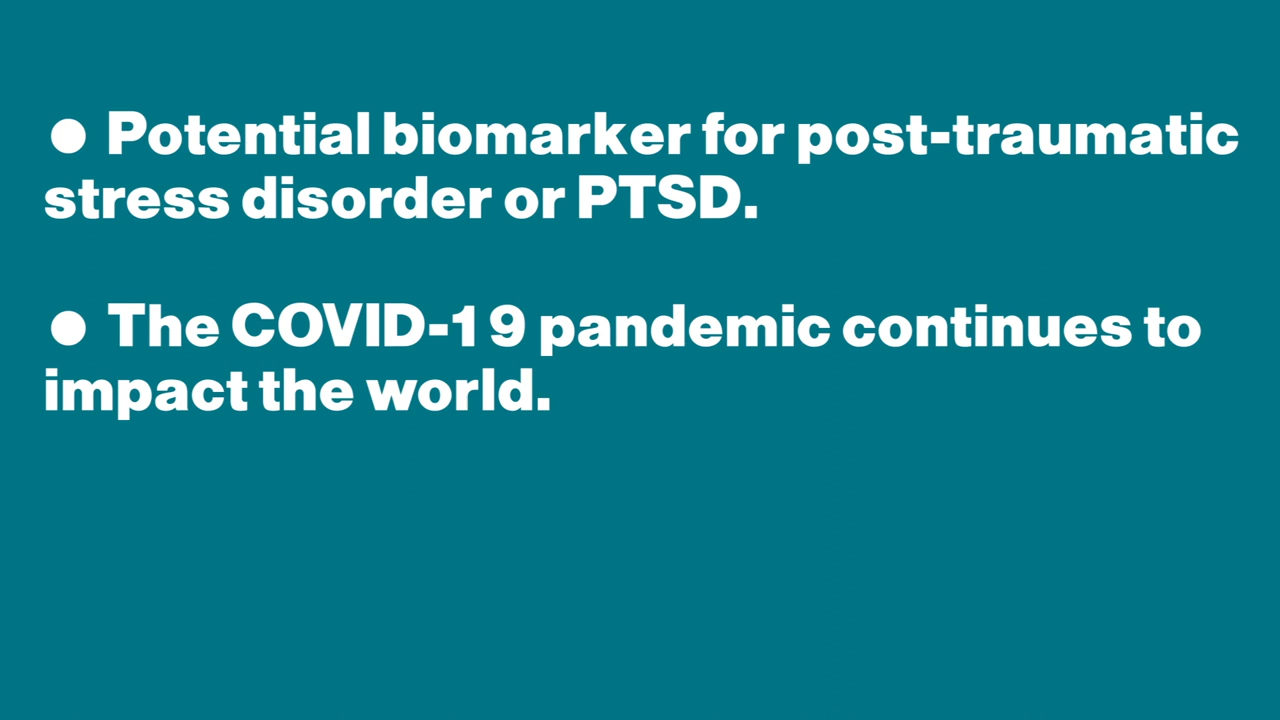 ● Potential biomarker for post-traumatic
stress disorder or PTSD.
● The COVID-19 pandemic continues to
impact the world.